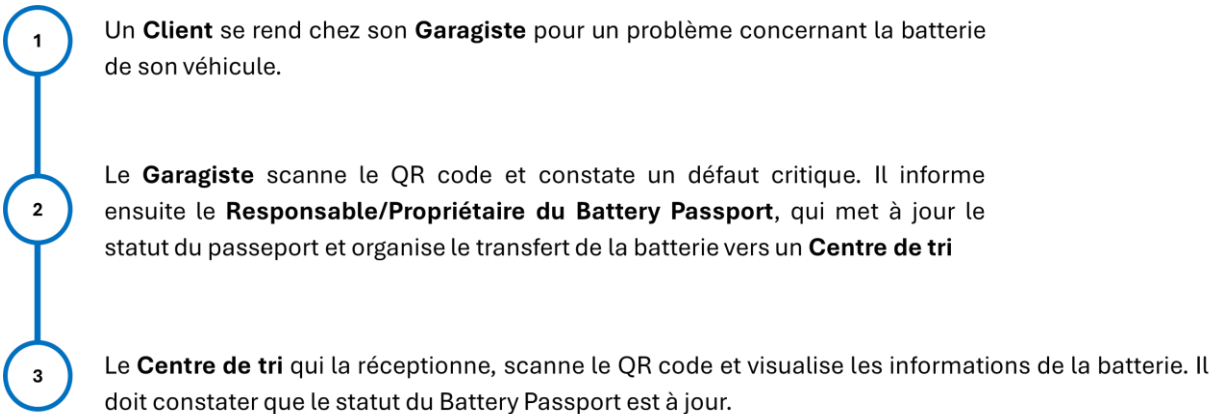 1
Un Client se rend chez son Garagiste pour un problème concernant la batterie
de son véhicule.
2
Le Garagiste scanne le QR code et constate un défaut critique. Il informe
ensuite le Responsable/Propriétaire du Battery Passport, qui met à jour le
statut du passeport et organise le transfert de la batterie vers un Centre de tri
3
Le Centre de tri qui la réceptionne, scanne le QR code et visualise les informations de la batterie. Il
doit constater que le statut du Battery Passport est à jour.